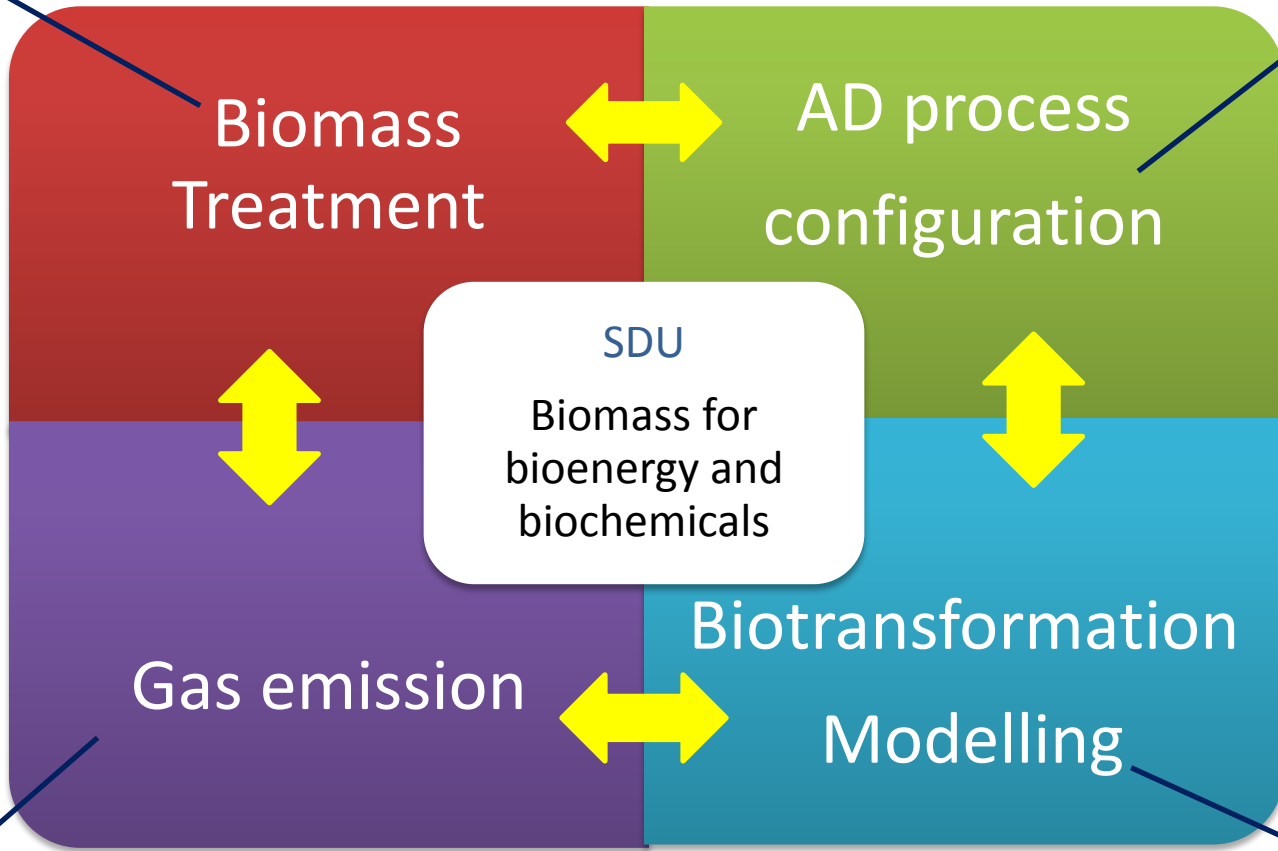 Biomass
Treatment
AD process
configuration
SDU
Biomass for
bioenergy and
biochemicals
Gas emission
Biotransformation
Modelling